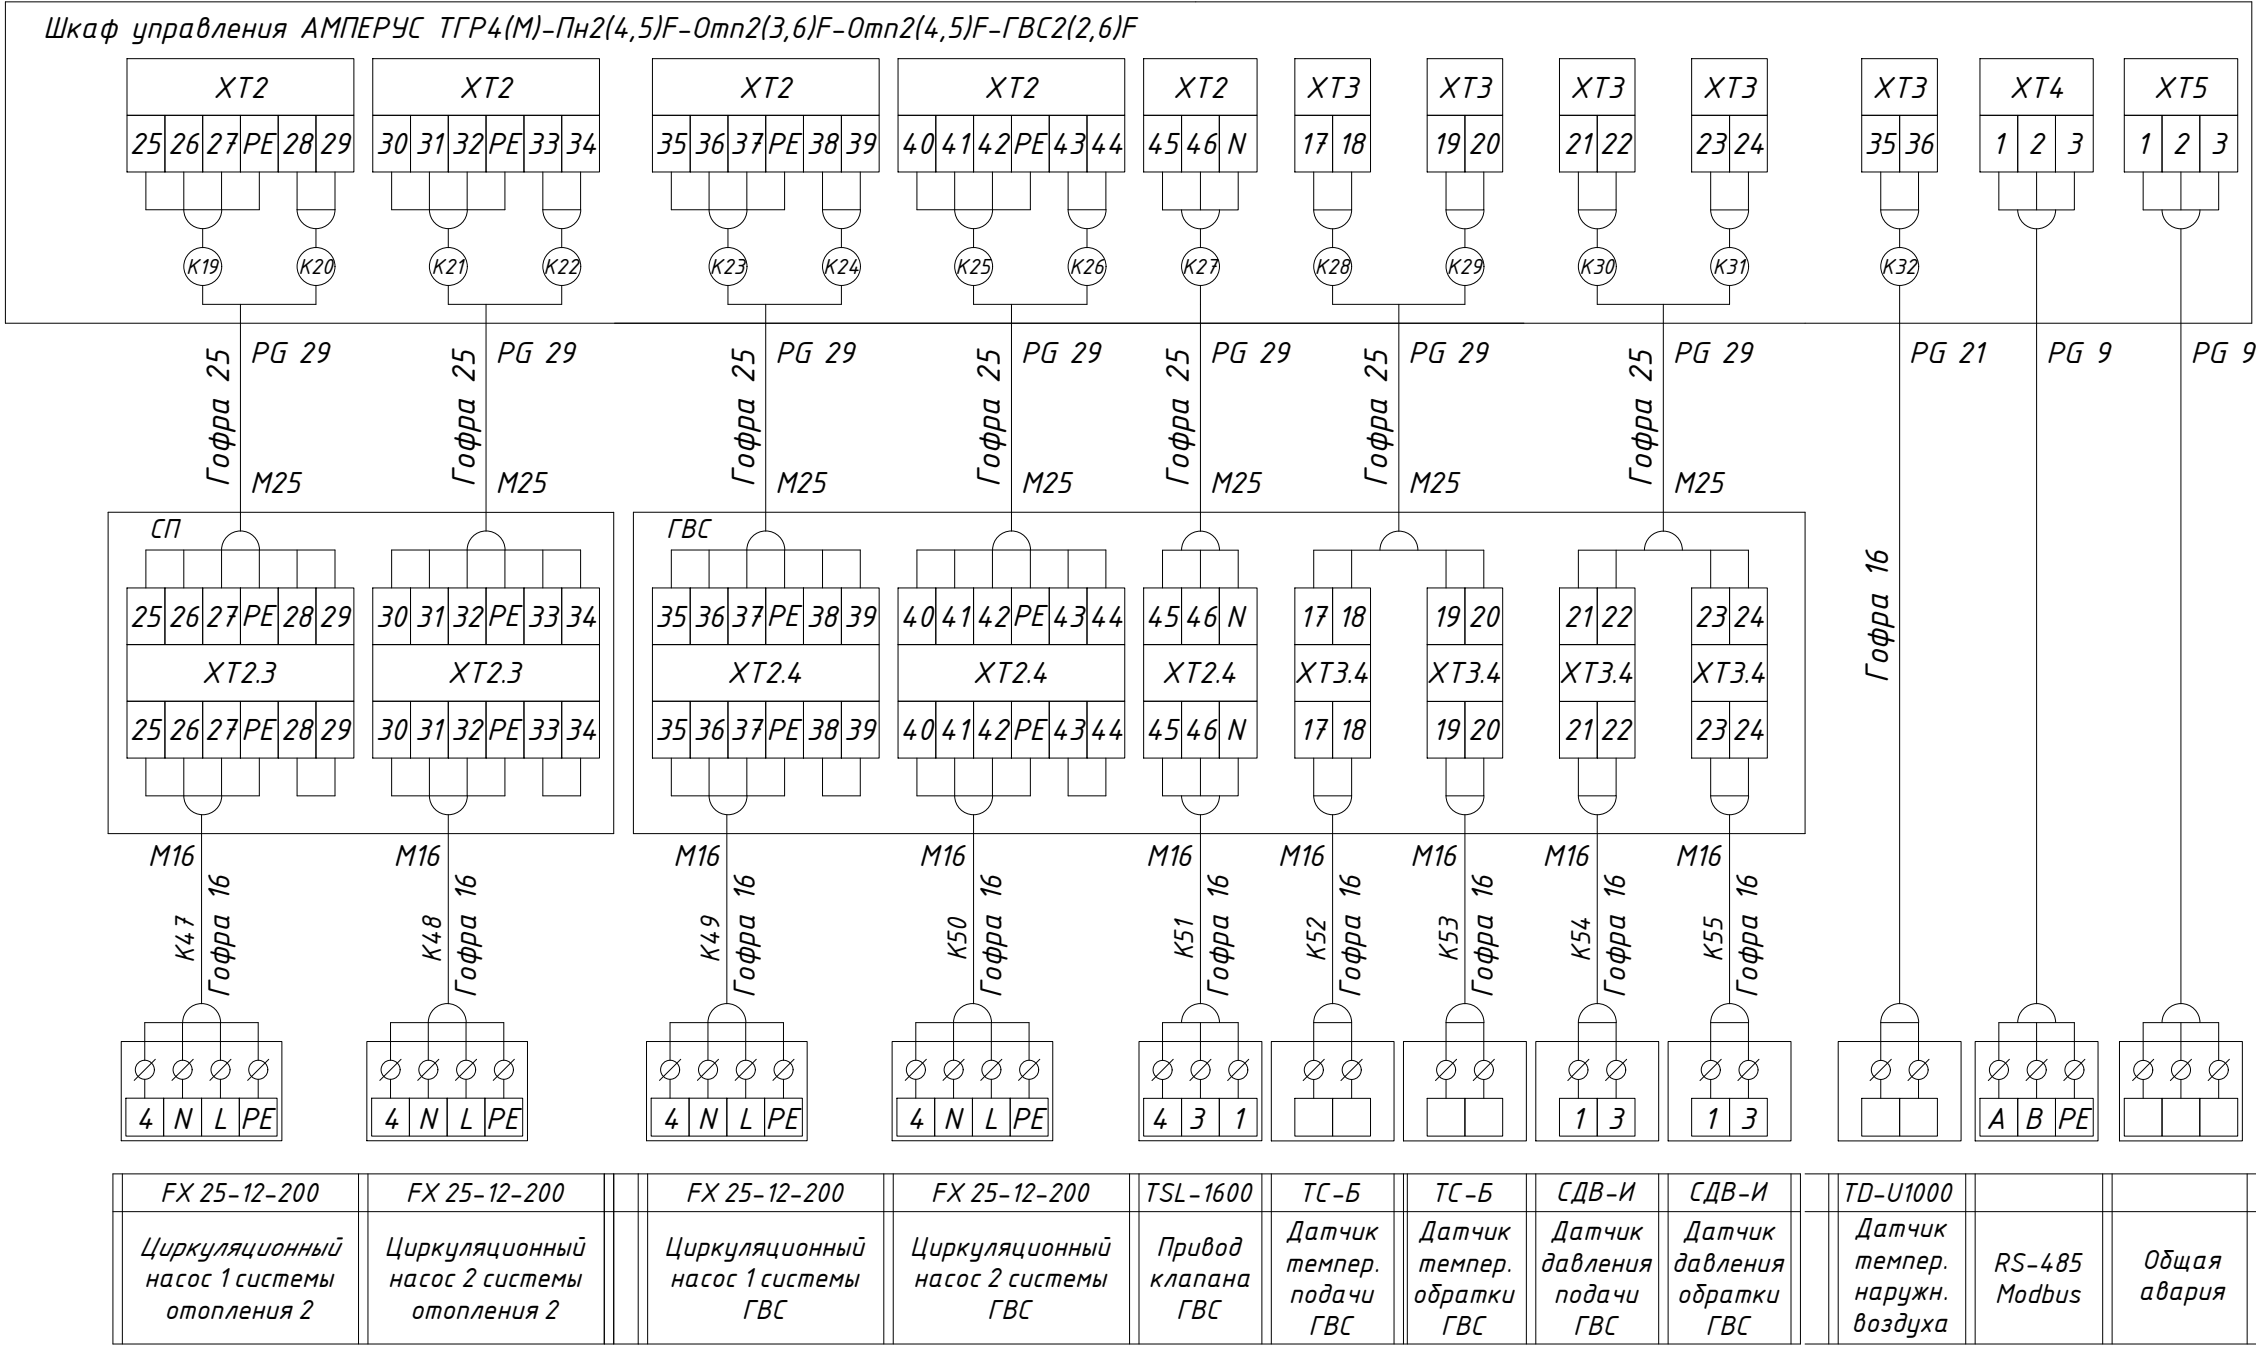 Шкаф управления АМПЕРУС ТГР4(М)-Пн2(4,5)F-Отп2(3,6)F-Отп2(4,5)F-ГВС2(2,6)F
XT2 XT2 XT2 XT2 XT2 XT3 XT3 XT3 XT3 XT3 XT4 XT5
25 26 27 PE 28 29 30 31 32 PE 33 34 35 36 37 PE 38 39 40 41 42 PE 43 44 45 46 N 17 18 19 20 21 22 23 24 35 36 1 2 3 1 2 3
K19 K20 K21 K22 K23 K24 K25 K26 K27 K28 K29 K30 K31 K32
PG 29 PG 29 PG 29 PG 29 PG 29 PG 29 PG 29 PG 21 PG 9 PG 9
Гофра 25 Гофра 25 Гофра 25 Гофра 25 Гофра 25 Гофра 25 Гофра 25
M25 M25 M25 M25 M25 M25 M25
СП ГВС
Гофра 16
25 26 27 PE 28 29 30 31 32 PE 33 34 35 36 37 PE 38 39 40 41 42 PE 43 44 45 46 N 17 18 19 20 21 22 23 24
XT2.3 XT2.3 XT2.4 XT2.4 XT2.4 XT3.4 XT3.4 XT3.4 XT3.4
25 26 27 PE 28 29 30 31 32 PE 33 34 35 36 37 PE 38 39 40 41 42 PE 43 44 45 46 N 17 18 19 20 21 22 23 24
M16 M16 M16 M16 M16 M16 M16 M16 M16
K47 Гофра 16 K48 Гофра 16 K49 Гофра 16 K50 Гофра 16 K51 Гофра 16 K52 Гофра 16 K53 Гофра 16 K54 Гофра 16 K55 Гофра 16
4 N L PE 4 N L PE 4 N L PE 4 N L PE 4 3 1 1 3 1 3 A B PE
FX 25-12-200 FX 25-12-200 FX 25-12-200 FX 25-12-200 TSL-1600 ТС-Б ТС-Б СДВ-И СДВ-И TD-U1000
Циркуляционный
насос 1 системы
отопления 2
Циркуляционный
насос 2 системы
отопления 2
Циркуляционный
насос 1 системы
ГВС
Циркуляционный
насос 2 системы
ГВС
Привод
клапана
ГВС
Датчик
темпер.
подачи
ГВС
Датчик
темпер.
обратки
ГВС
Датчик
давления
подачи
ГВС
Датчик
давления
обратки
ГВС
Датчик
темпер.
наружн.
воздуха
RS-485
Modbus
Общая
авария